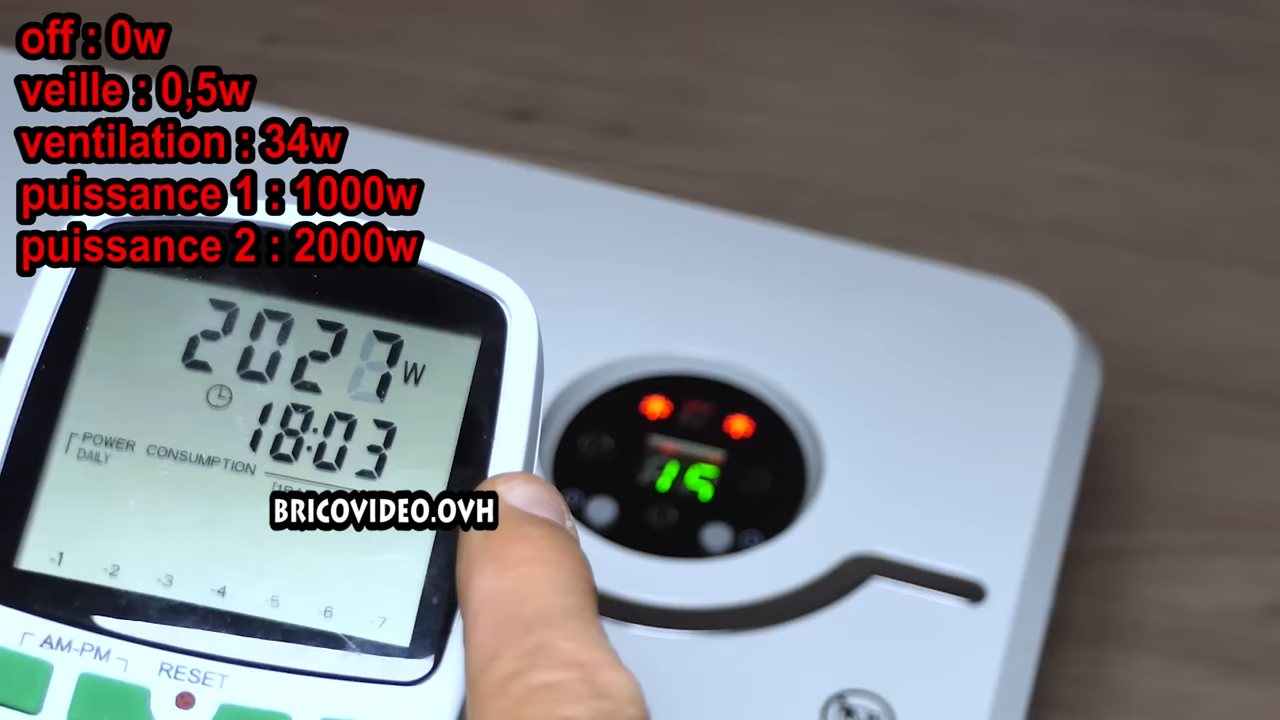 off : 0w
veille : 0,5w
ventilation : 34w
puissance 1 : 1000w
puissance 2 : 2000w
2027 W
18:03
POWER CONSUMPTION
DAILY
BRICOVIDEO.OVH
15
-1 -2 -3 -4 -5 -6 -7
AM-PM
RESET